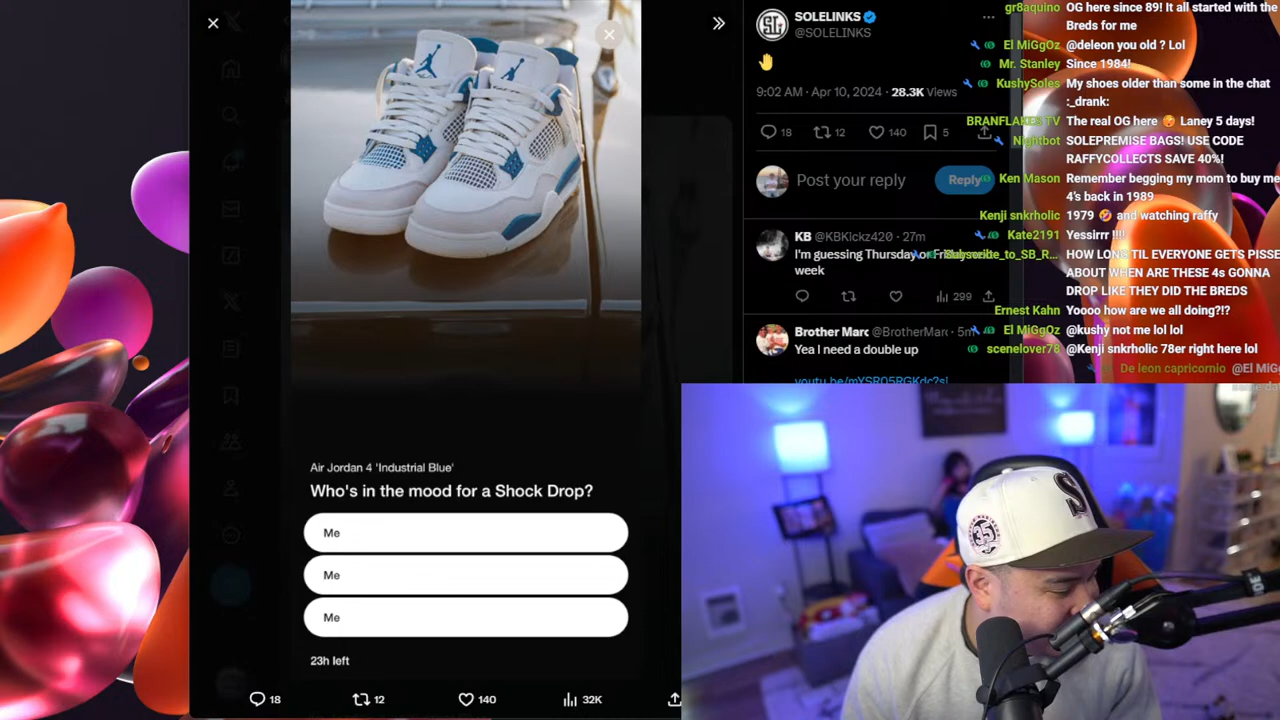 Air Jordan 4 'Industrial Blue'
Who's in the mood for a Shock Drop?
Me
Me
Me
23h left
18
12
140
32K
SOLELINKS
@SOLELINKS
9:02 AM · Apr 10, 2024 · 28.3K Views
18
12
140
5
Post your reply
Reply
KB @KBKickz420 · 27m
I'm guessing Thursday or
week
299
Brother Marc @BrotherMarc · 5m
Yea I need a double up
gr8aquino OG here since 89! It all started with the
Breds for me
El MiGgOz @deleon you old ? Lol
Mr. Stanley Since 1984!
KushySoles My shoes older than some in the chat
:_drank:
BRANFLAKES TV The real OG here Laney 5 days!
Nightbot SOLEPREMISE BAGS! USE CODE
RAFFYCOLLECTS SAVE 40%!
Ken Mason Remember begging my mom to buy me
4's back in 1989
Kenji snkrholic 1979 🤣 and watching raffy
Kate2191 Yessirrr !!!!
HOW LONG TIL EVERYONE GETS PISSE
ABOUT WHEN ARE THESE 4s GONNA
DROP LIKE THEY DID THE BREDS
Ernest Kahn Yoooo how are we all doing?!?
El MiGgOz @kushy not me lol lol
scenelover78 @Kenji snkrholic 78er right here lol
De leon capricornio @El MiG
35